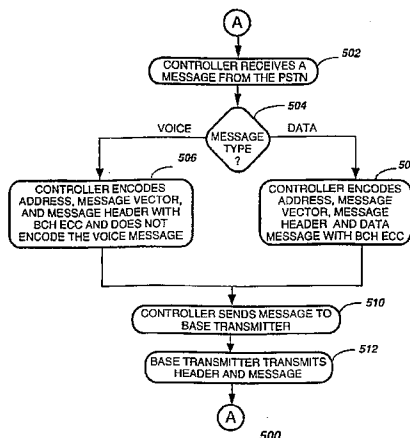 A
502
CONTROLLER RECEIVES A
MESSAGE FROM THE PSTN
504
VOICE
MESSAGE
TYPE
?
DATA
506
CONTROLLER ENCODES
ADDRESS, MESSAGE VECTOR,
AND MESSAGE HEADER WITH
BCH ECC AND DOES NOT
ENCODE THE VOICE MESSAGE
50
CONTROLLER ENCODES
ADDRESS, MESSAGE
VECTOR, MESSAGE
HEADER AND DATA
MESSAGE WITH BCH ECC
510
CONTROLLER SENDS MESSAGE TO
BASE TRANSMITTER
512
BASE TRANSMITTER TRANSMITS
HEADER AND MESSAGE
A
500